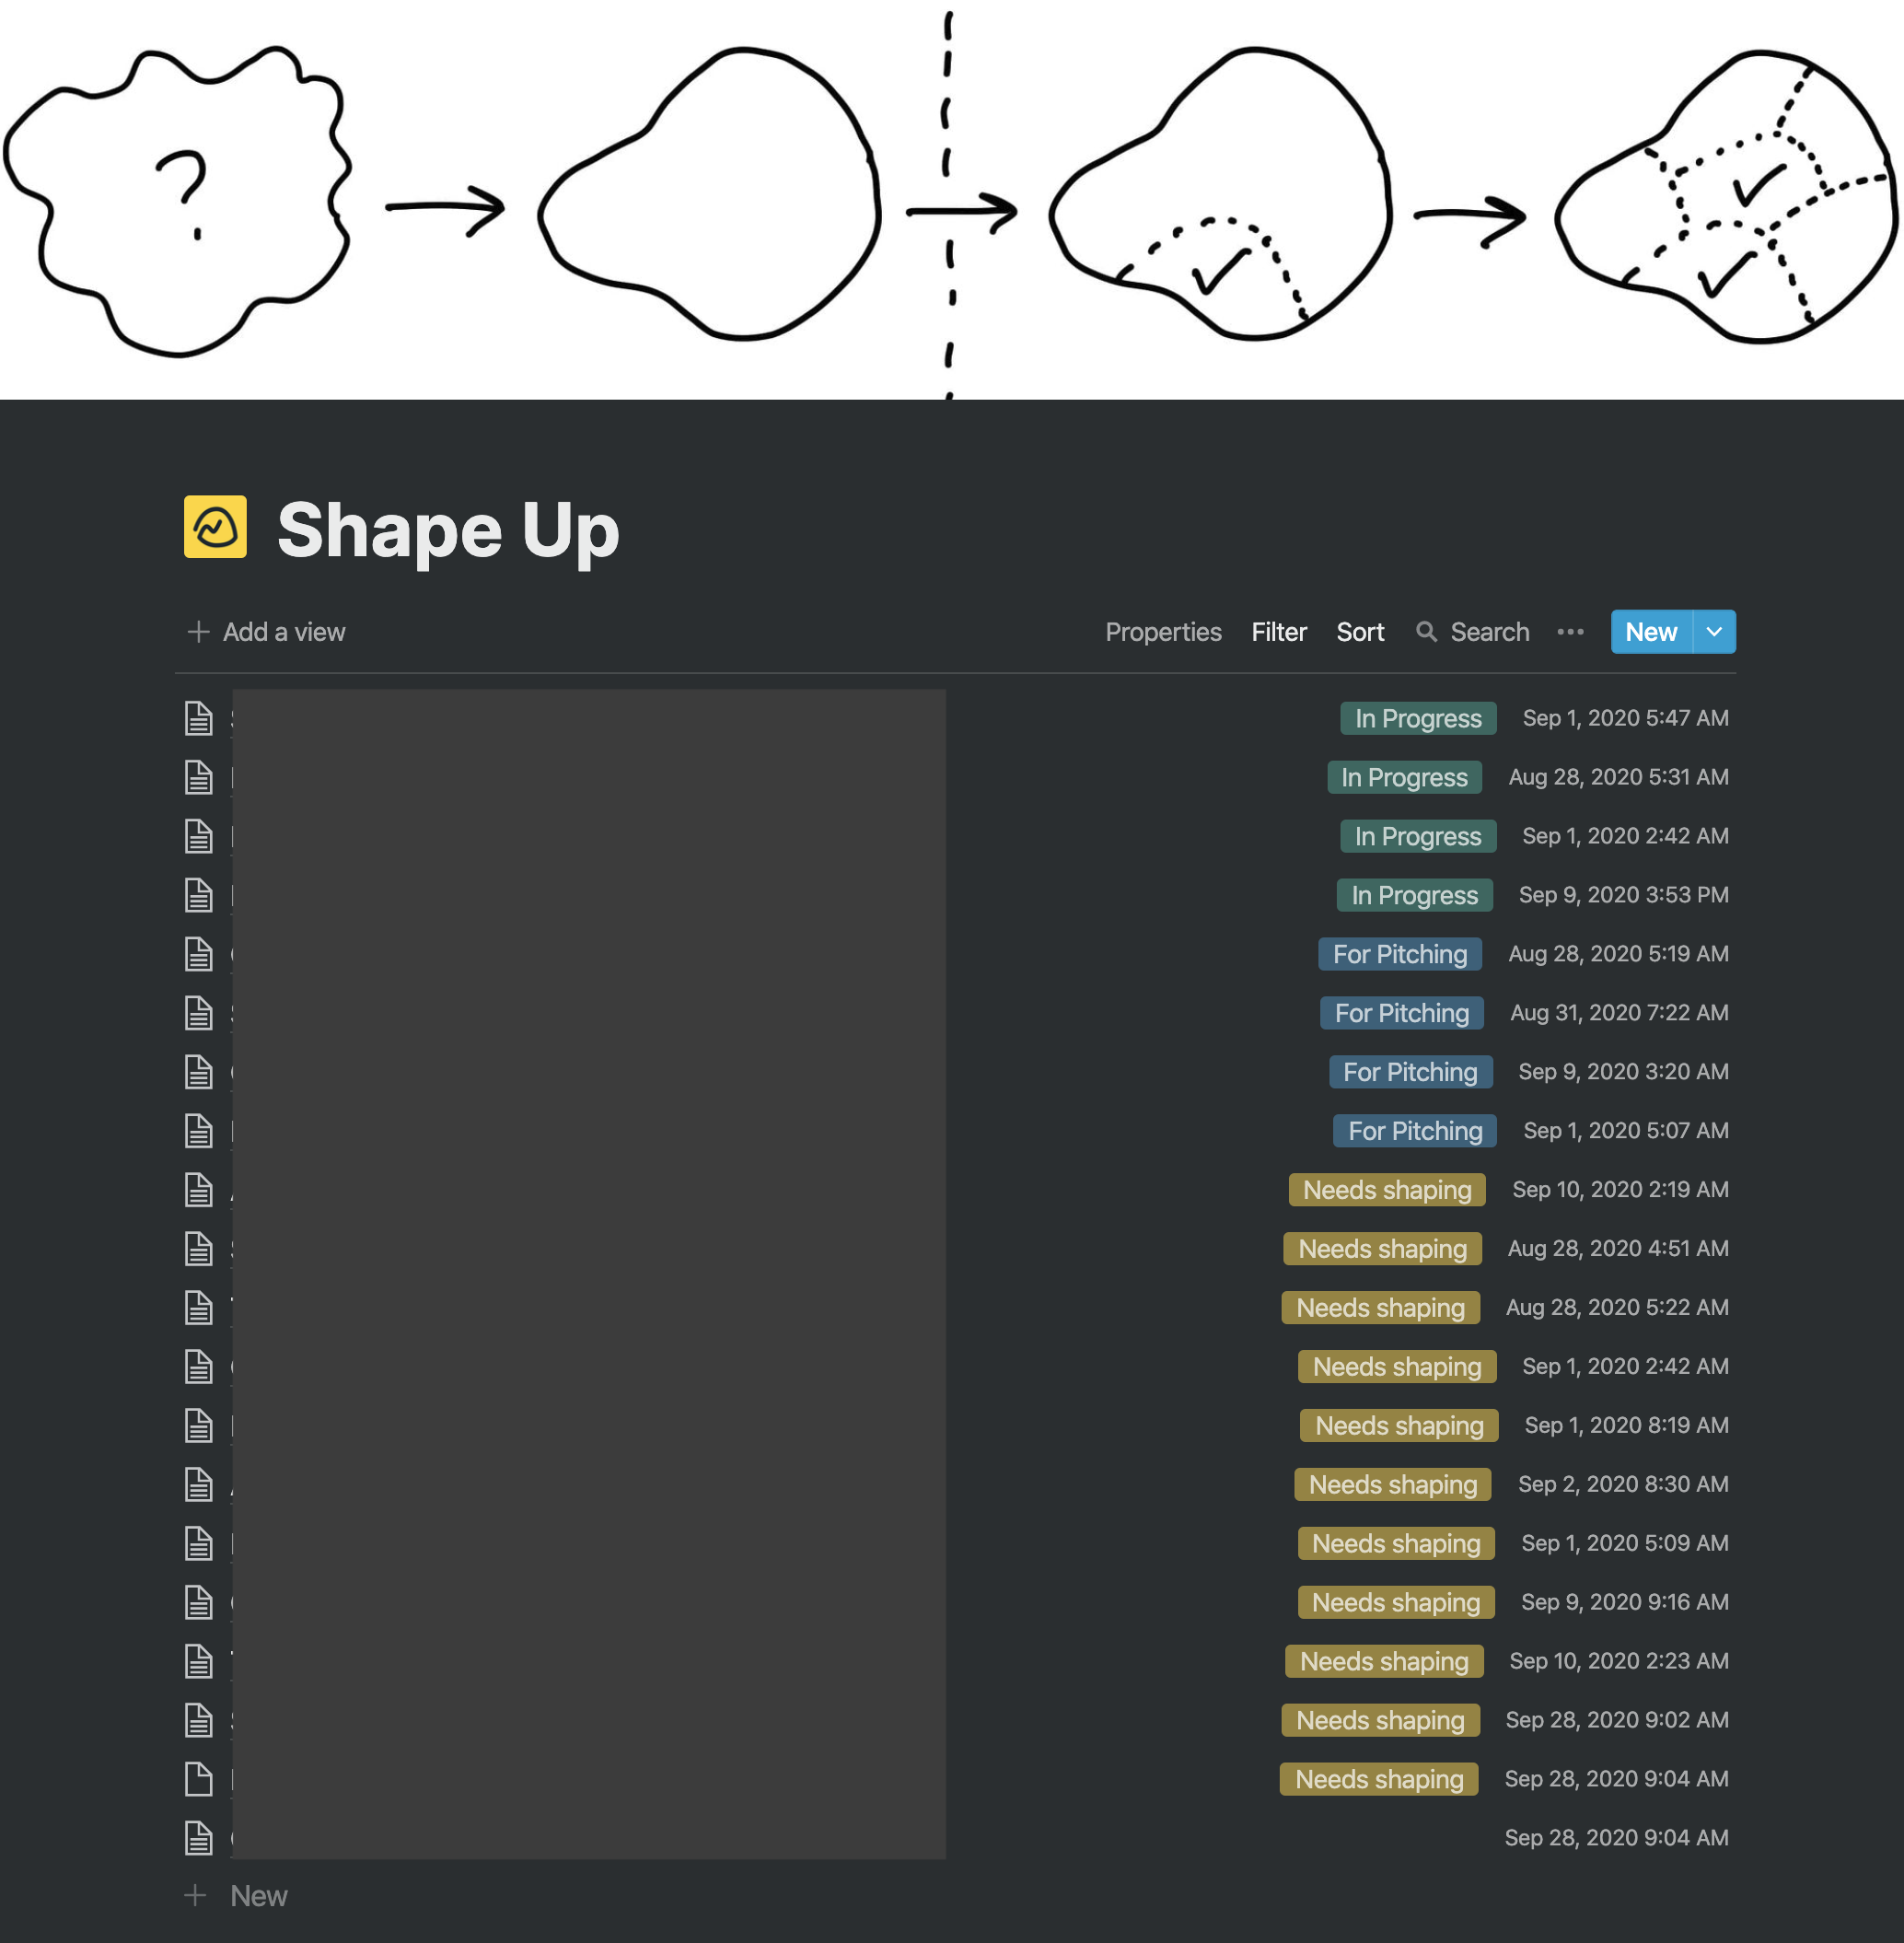 ?
Shape Up
Add a view
Properties Filter Sort Search ... New
In Progress Sep 1, 2020 5:47 AM
In Progress Aug 28, 2020 5:31 AM
In Progress Sep 1, 2020 2:42 AM
In Progress Sep 9, 2020 3:53 PM
For Pitching Aug 28, 2020 5:19 AM
For Pitching Aug 31, 2020 7:22 AM
For Pitching Sep 9, 2020 3:20 AM
For Pitching Sep 1, 2020 5:07 AM
Needs shaping Sep 10, 2020 2:19 AM
Needs shaping Aug 28, 2020 4:51 AM
Needs shaping Aug 28, 2020 5:22 AM
Needs shaping Sep 1, 2020 2:42 AM
Needs shaping Sep 1, 2020 8:19 AM
Needs shaping Sep 2, 2020 8:30 AM
Needs shaping Sep 1, 2020 5:09 AM
Needs shaping Sep 9, 2020 9:16 AM
Needs shaping Sep 10, 2020 2:23 AM
Needs shaping Sep 28, 2020 9:02 AM
Needs shaping Sep 28, 2020 9:04 AM
Sep 28, 2020 9:04 AM
New